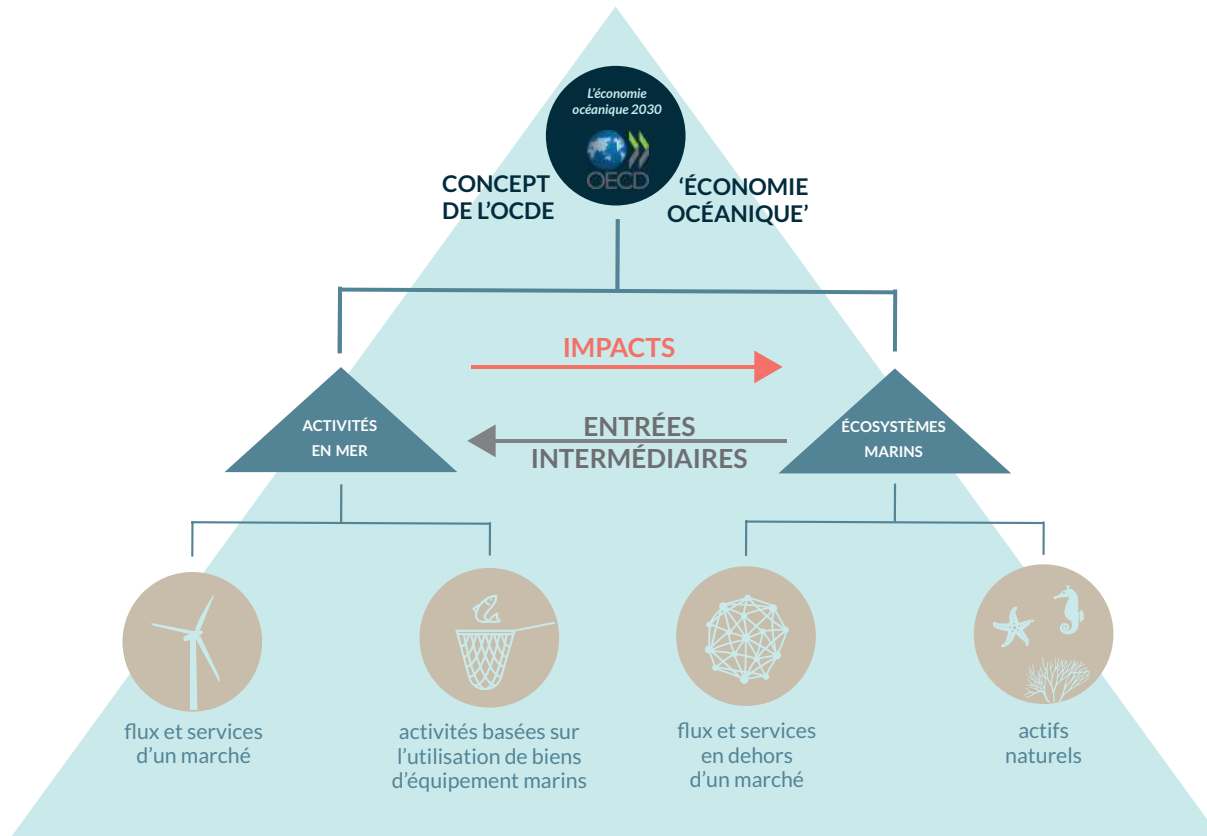 L'économie
océanique 2030
OECD
CONCEPT
DE L'OCDE
'ÉCONOMIE
OCÉANIQUE'
IMPACTS
ENTRÉES
INTERMÉDIAIRES
ACTIVITÉS
EN MER
ÉCOSYSTÈMES
MARINS
flux et services
d'un marché
activités basées sur
l'utilisation de biens
d'équipement marins
flux et services
en dehors
d'un marché
actifs
naturels